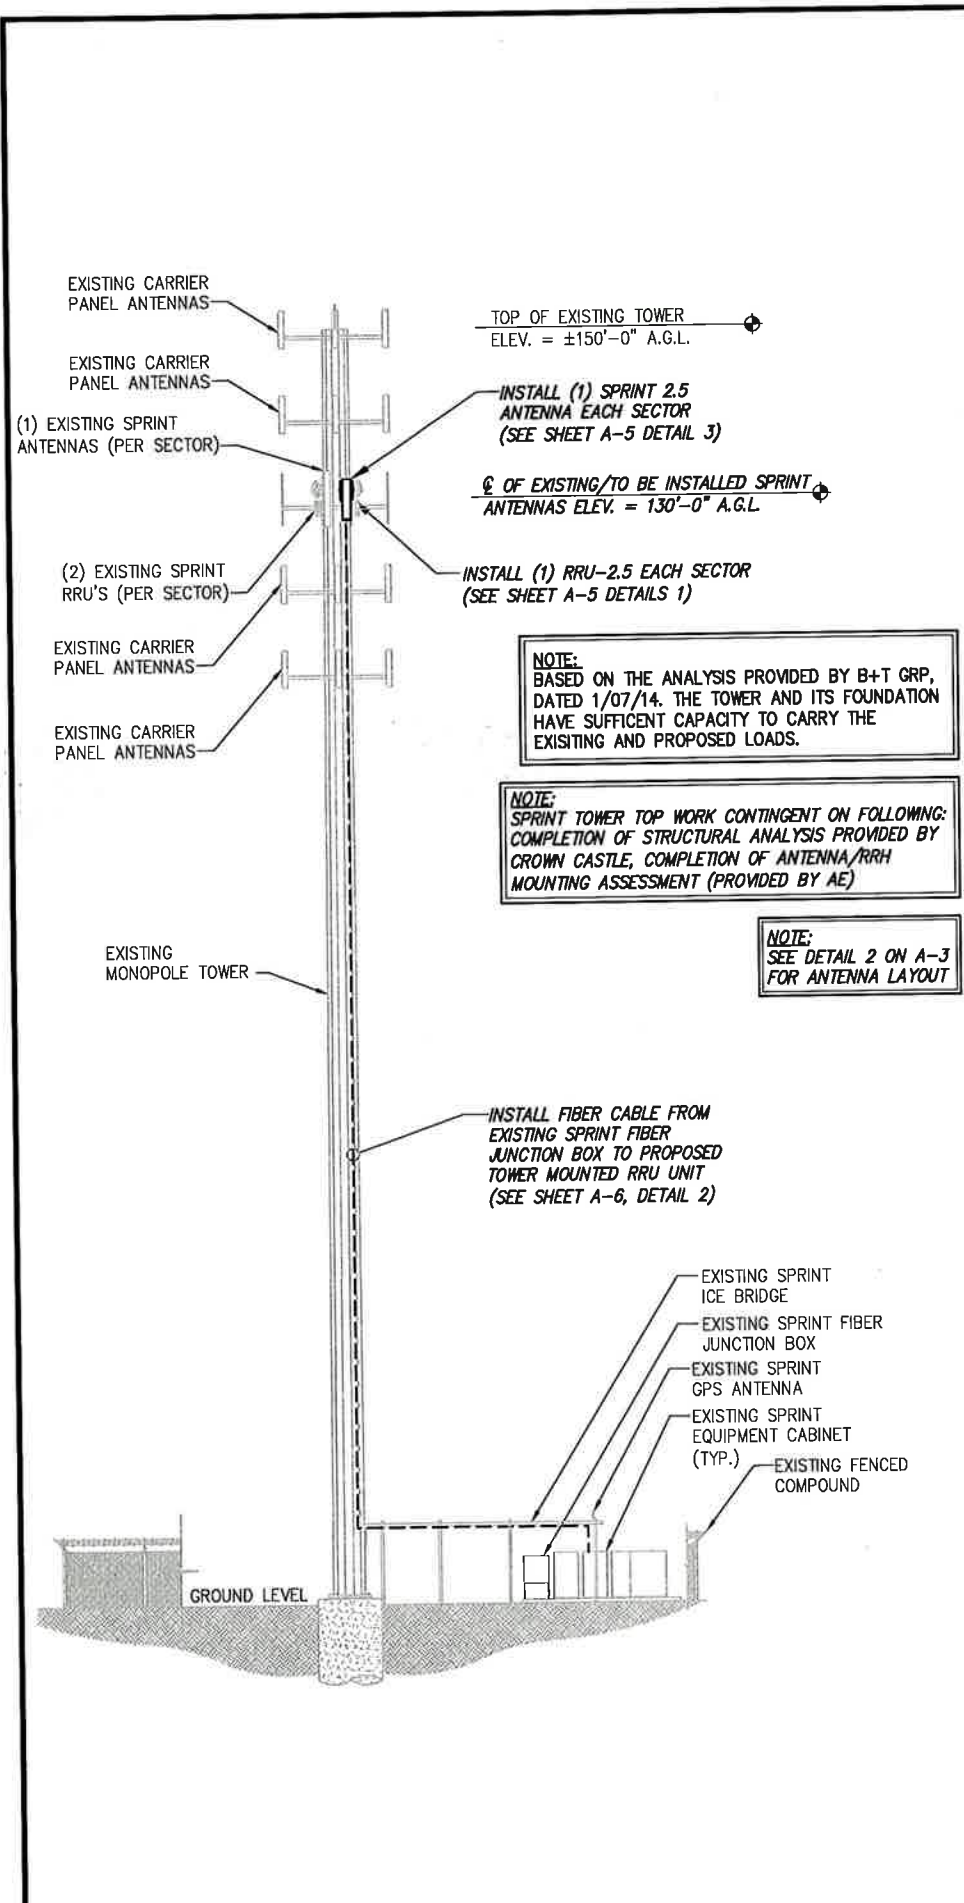 EXISTING CARRIER
PANEL ANTENNAS
TOP OF EXISTING TOWER
ELEV. = ±150'-0" A.G.L.
EXISTING CARRIER
PANEL ANTENNAS
INSTALL (1) SPRINT 2.5
ANTENNA EACH SECTOR
(SEE SHEET A-5 DETAIL 3)
(1) EXISTING SPRINT
ANTENNAS (PER SECTOR)
℄ OF EXISTING/TO BE INSTALLED SPRINT
ANTENNAS ELEV. = 130'-0" A.G.L.
(2) EXISTING SPRINT
RRU'S (PER SECTOR)
INSTALL (1) RRU-2.5 EACH SECTOR
(SEE SHEET A-5 DETAILS 1)
EXISTING CARRIER
PANEL ANTENNAS
EXISTING CARRIER
PANEL ANTENNAS
NOTE:
BASED ON THE ANALYSIS PROVIDED BY B+T GRP,
DATED 1/07/14. THE TOWER AND ITS FOUNDATION
HAVE SUFFICENT CAPACITY TO CARRY THE
EXISITING AND PROPOSED LOADS.
NOTE:
SPRINT TOWER TOP WORK CONTINGENT ON FOLLOWING:
COMPLETION OF STRUCTURAL ANALYSIS PROVIDED BY
CROWN CASTLE, COMPLETION OF ANTENNA/RRH
MOUNTING ASSESSMENT (PROVIDED BY AE)
NOTE:
SEE DETAIL 2 ON A-3
FOR ANTENNA LAYOUT
EXISTING
MONOPOLE TOWER
INSTALL FIBER CABLE FROM
EXISTING SPRINT FIBER
JUNCTION BOX TO PROPOSED
TOWER MOUNTED RRU UNIT
(SEE SHEET A-6, DETAIL 2)
EXISTING SPRINT
ICE BRIDGE
EXISTING SPRINT FIBER
JUNCTION BOX
EXISTING SPRINT
GPS ANTENNA
EXISTING SPRINT
EQUIPMENT CABINET
(TYP.)
EXISTING FENCED
COMPOUND
GROUND LEVEL